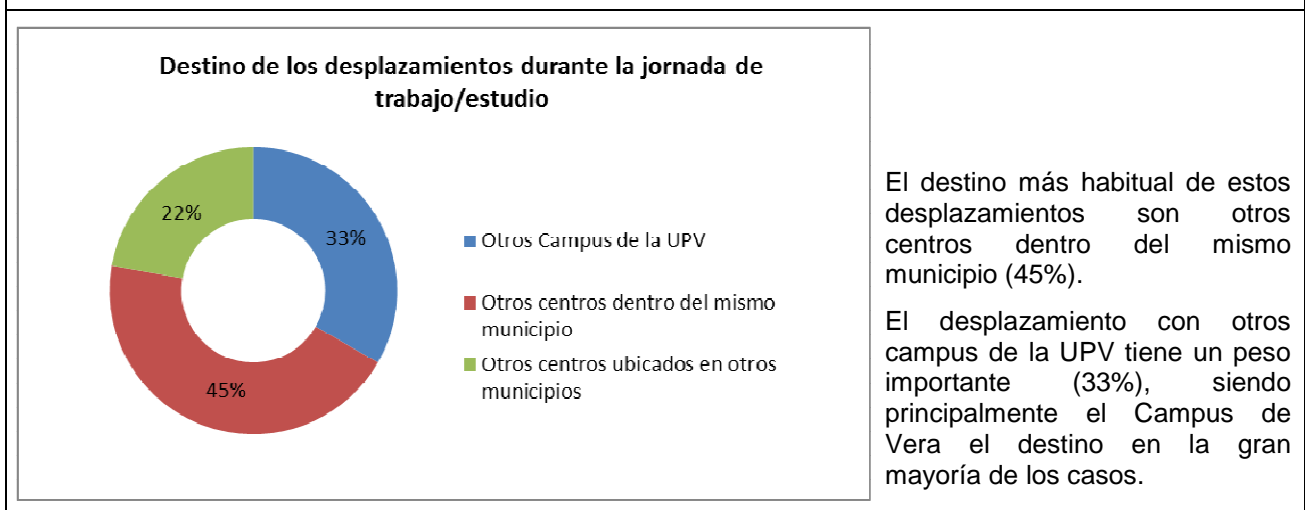 Destino de los desplazamientos durante la jornada de
trabajo/estudio
22%
33%
45%
Otros Campus de la UPV
Otros centros dentro del mismo
municipio
Otros centros ubicados en otros
municipios
El destino más habitual de estos
desplazamientos son otros
centros dentro del mismo
municipio (45%).
El desplazamiento con otros
campus de la UPV tiene un peso
importante (33%), siendo
principalmente el Campus de
Vera el destino en la gran
mayoría de los casos.